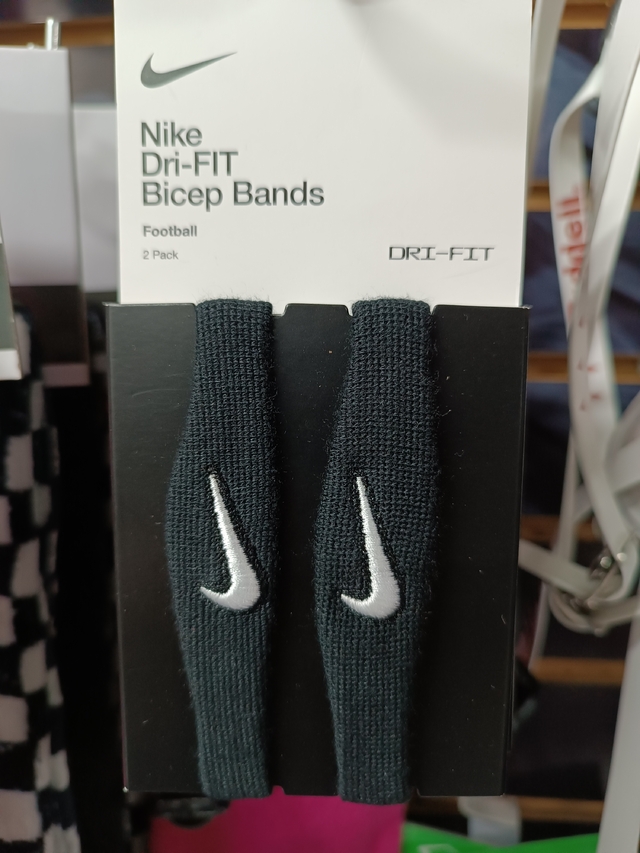 Nike
Dri-FIT
Bicep Bands
Football
2 Pack
DRI-FIT